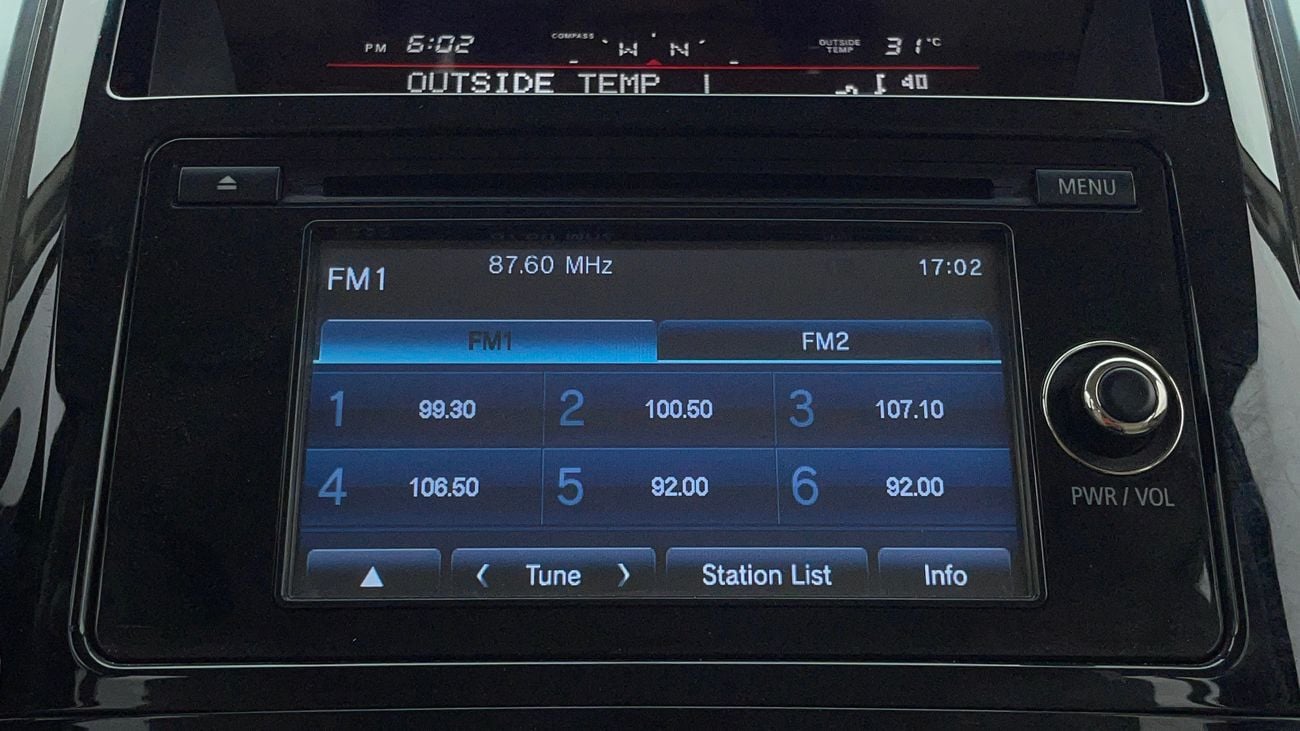 PM 6:02 COMPASS W N OUTSIDE TEMP 31°C
OUTSIDE TEMP 40
MENU
FM1 87.60 MHz 17:02
FM1 FM2
1 99.30 2 100.50 3 107.10
4 106.50 5 92.00 6 92.00
PWR / VOL
▲ < Tune > Station List Info